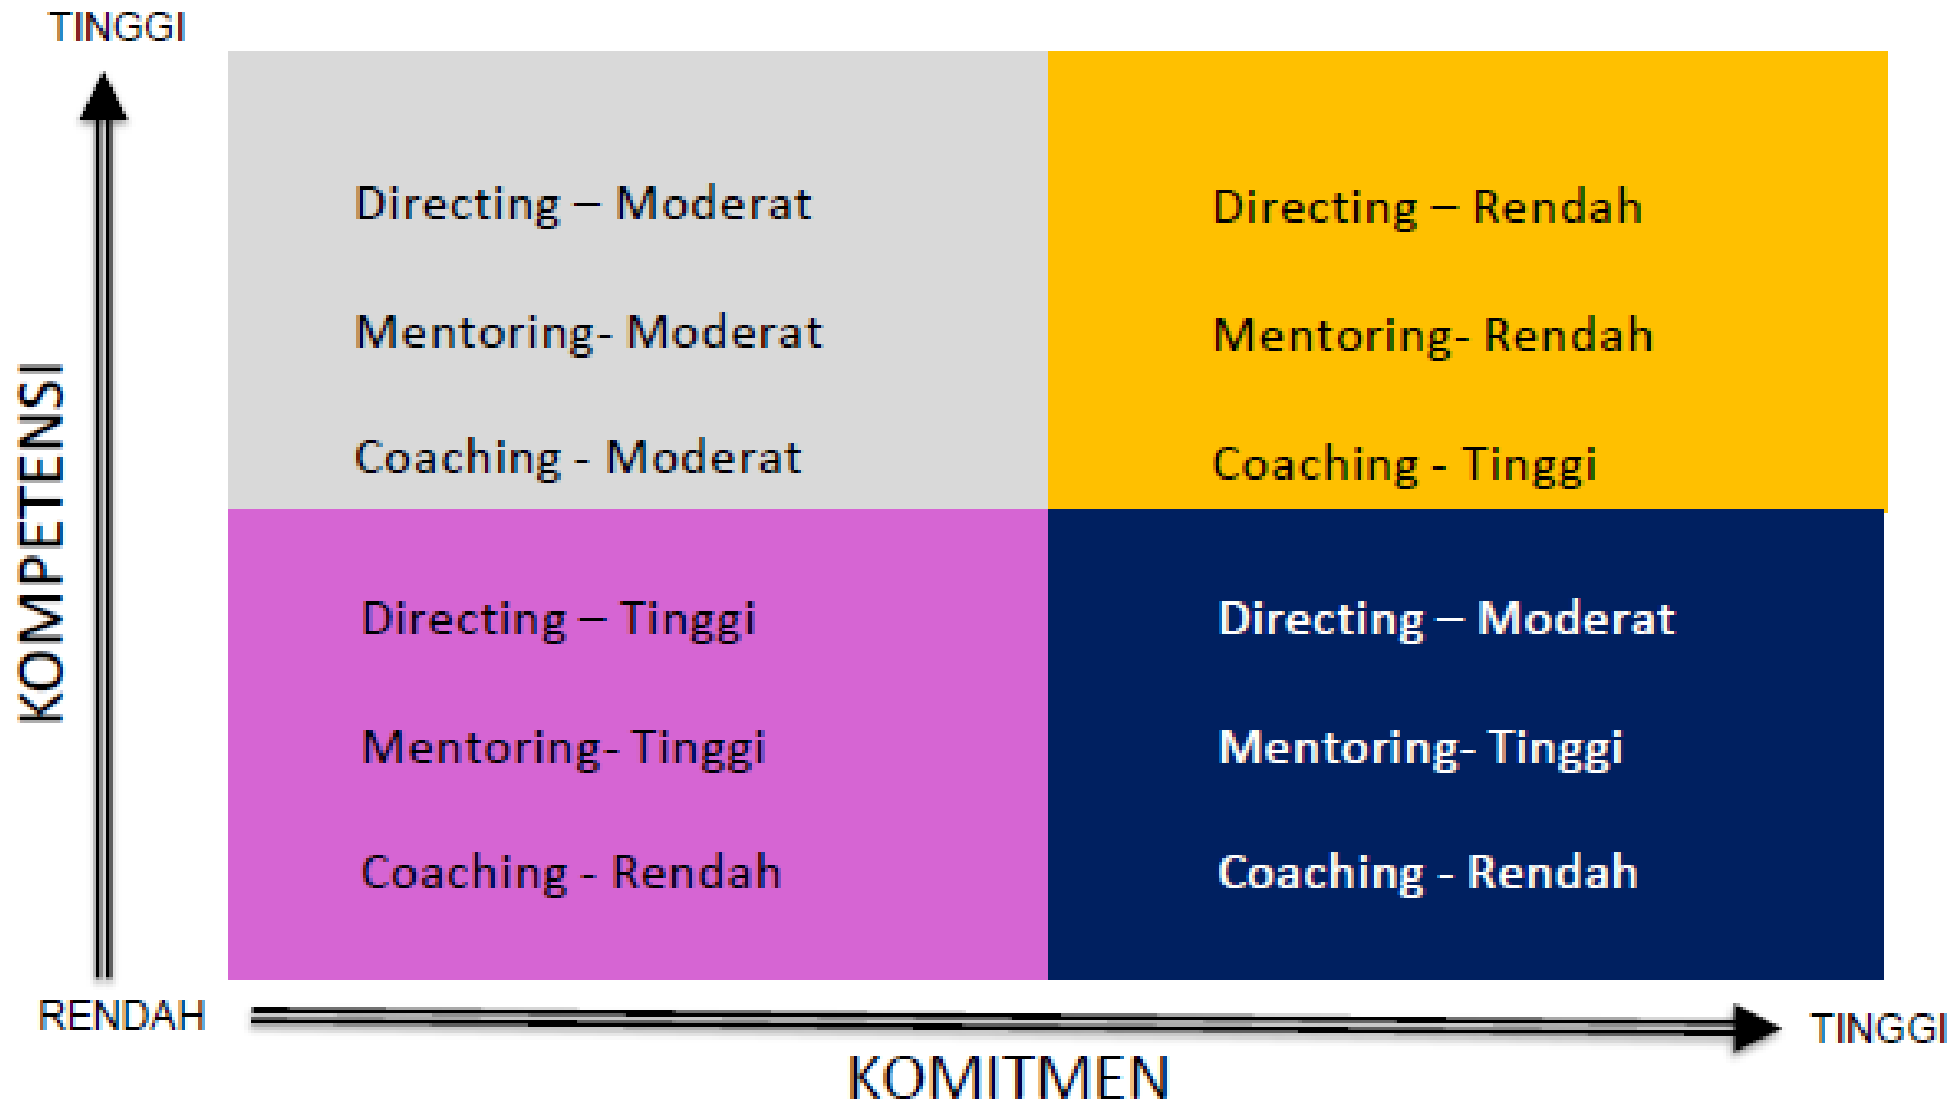 TINGGI
KOMPETENSI
Directing – Moderat
Mentoring- Moderat
Coaching - Moderat
Directing – Rendah
Mentoring- Rendah
Coaching - Tinggi
Directing – Tinggi
Mentoring- Tinggi
Coaching - Rendah
Directing – Moderat
Mentoring- Tinggi
Coaching - Rendah
RENDAH
TINGGI
KOMITMEN